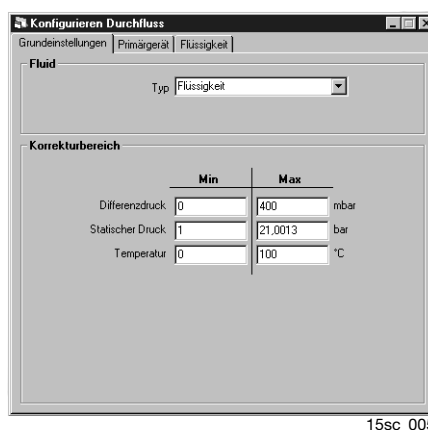 Konfigurieren Durchfluss
Grundeinstellungen Primärgerät Flüssigkeit
Fluid
Typ Flüssigkeit
Korrekturbereich
Min Max
Differenzdruck 0 400 mbar
Statischer Druck 1 21,0013 bar
Temperatur 0 100 °C
15sc_005